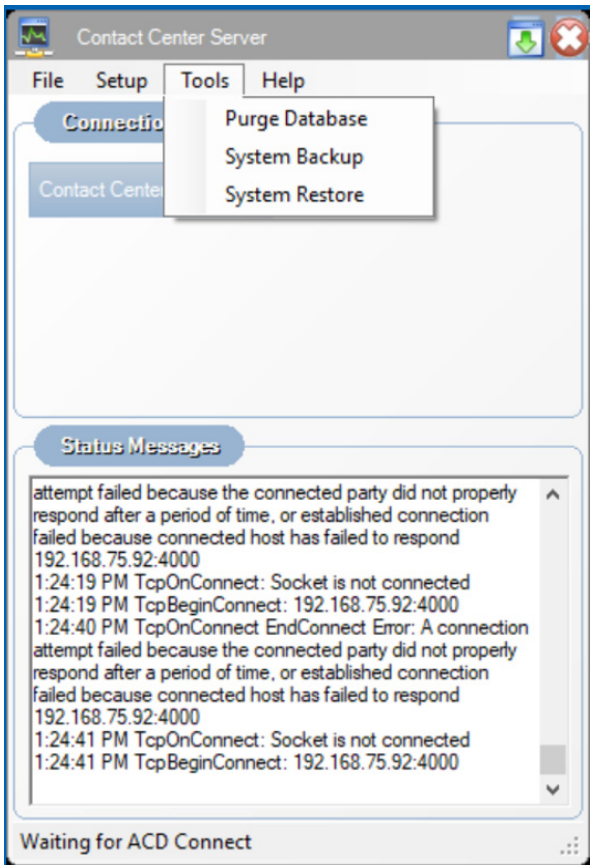 Contact Center Server
File Setup Tools Help
Connectio
Purge Database
System Backup
System Restore
Contact Cente
Status Messages
attempt failed because the connected party did not properly
respond after a period of time, or established connection
failed because connected host has failed to respond
192.168.75.92:4000
1:24:19 PM TcpOnConnect: Socket is not connected
1:24:19 PM TcpBeginConnect: 192.168.75.92:4000
1:24:40 PM TcpOnConnect EndConnect Error: A connection
attempt failed because the connected party did not properly
respond after a period of time, or established connection
failed because connected host has failed to respond
192.168.75.92:4000
1:24:41 PM TcpOnConnect: Socket is not connected
1:24:41 PM TcpBeginConnect: 192.168.75.92:4000
Waiting for ACD Connect